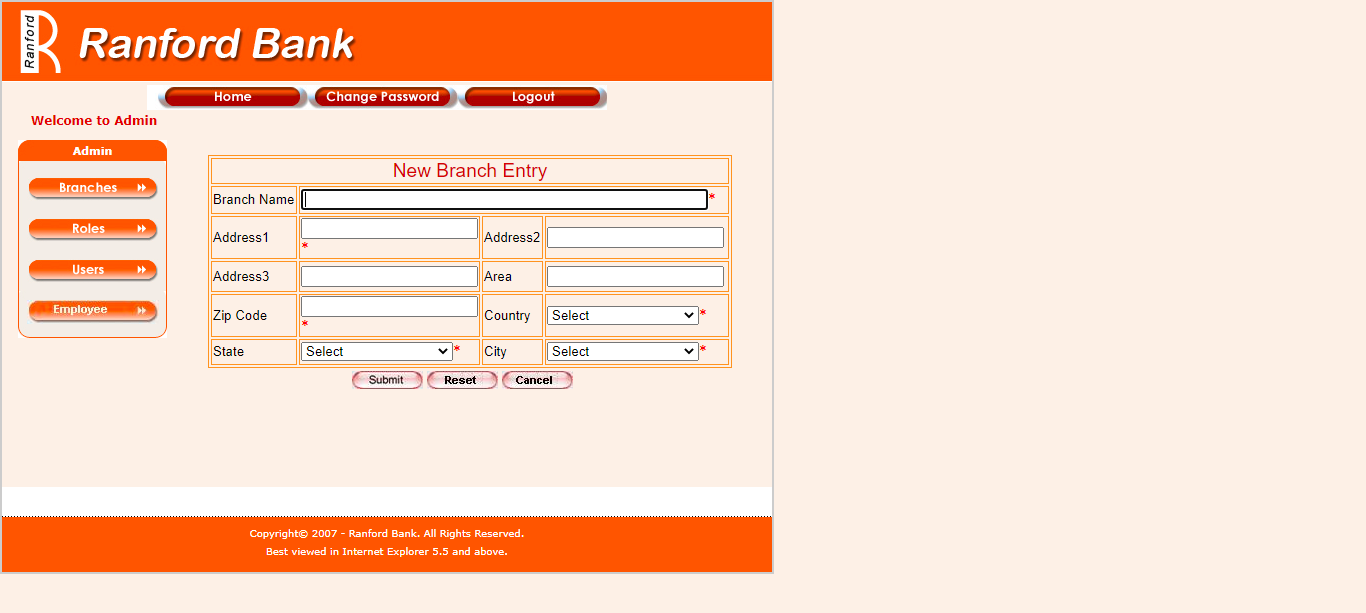 Ranford
Ranford Bank
Home Change Password Logout
Welcome to Admin
Admin
Branches
Roles
Users
Employee
New Branch Entry
Branch Name *
Address1 * Address2
Address3 Area
Zip Code * Country Select *
State Select * City Select *
Submit Reset Cancel
Copyright© 2007 - Ranford Bank. All Rights Reserved.
Best viewed in Internet Explorer 5.5 and above.